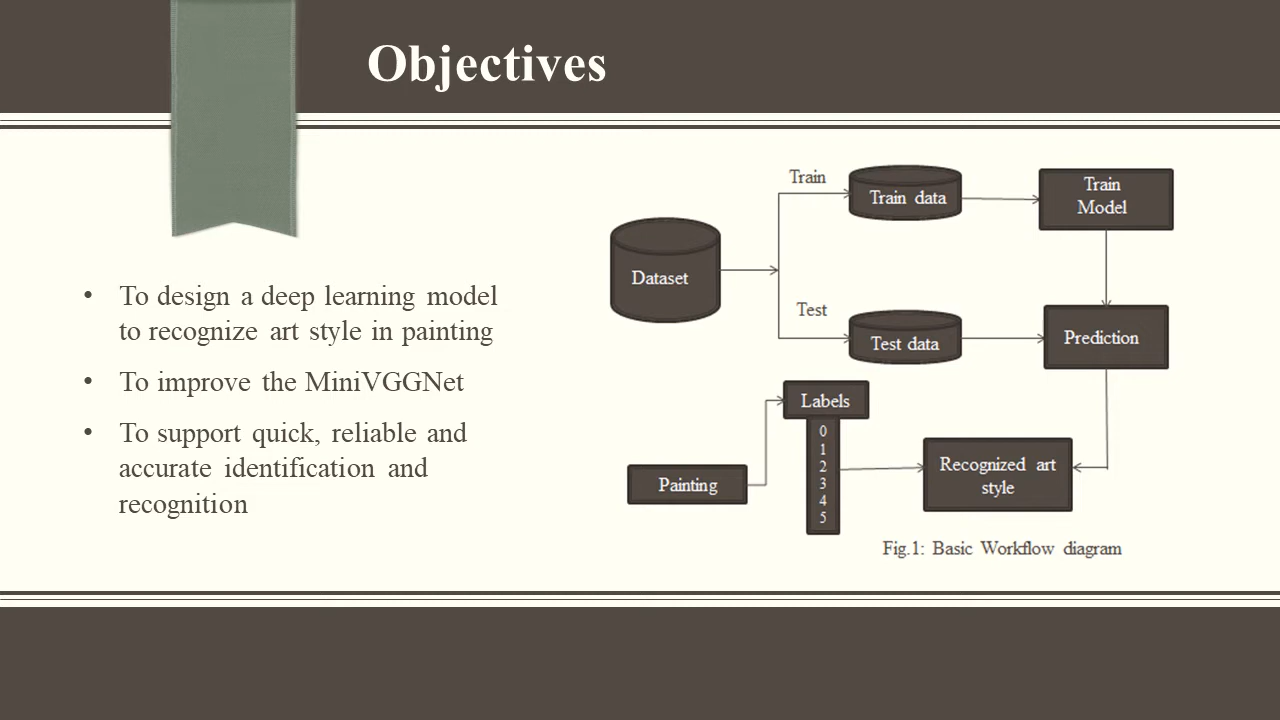 Objectives
• To design a deep learning model
to recognize art style in painting
• To improve the MiniVGGNet
• To support quick, reliable and
accurate identification and
recognition
Train
Train data
Train
Model
Dataset
Test
Test data
Prediction
Labels
0
1
2
3
4
5
Painting
Recognized art
style
Fig.1: Basic Workflow diagram